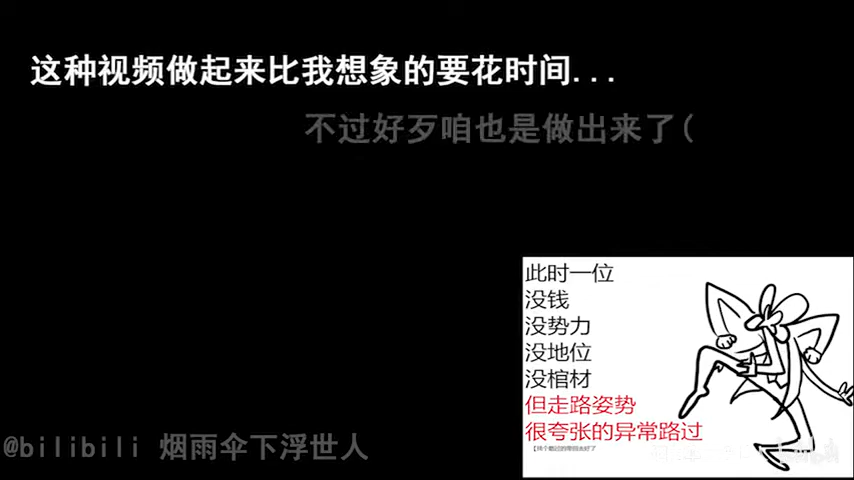 这种视频做起来比我想象的要花时间...
不过好歹咱也是做出来了(
此时一位
没钱
没势力
没地位
没棺材
但走路姿势
很夸张的异常路过
@bilibili 烟雨伞下浮世人